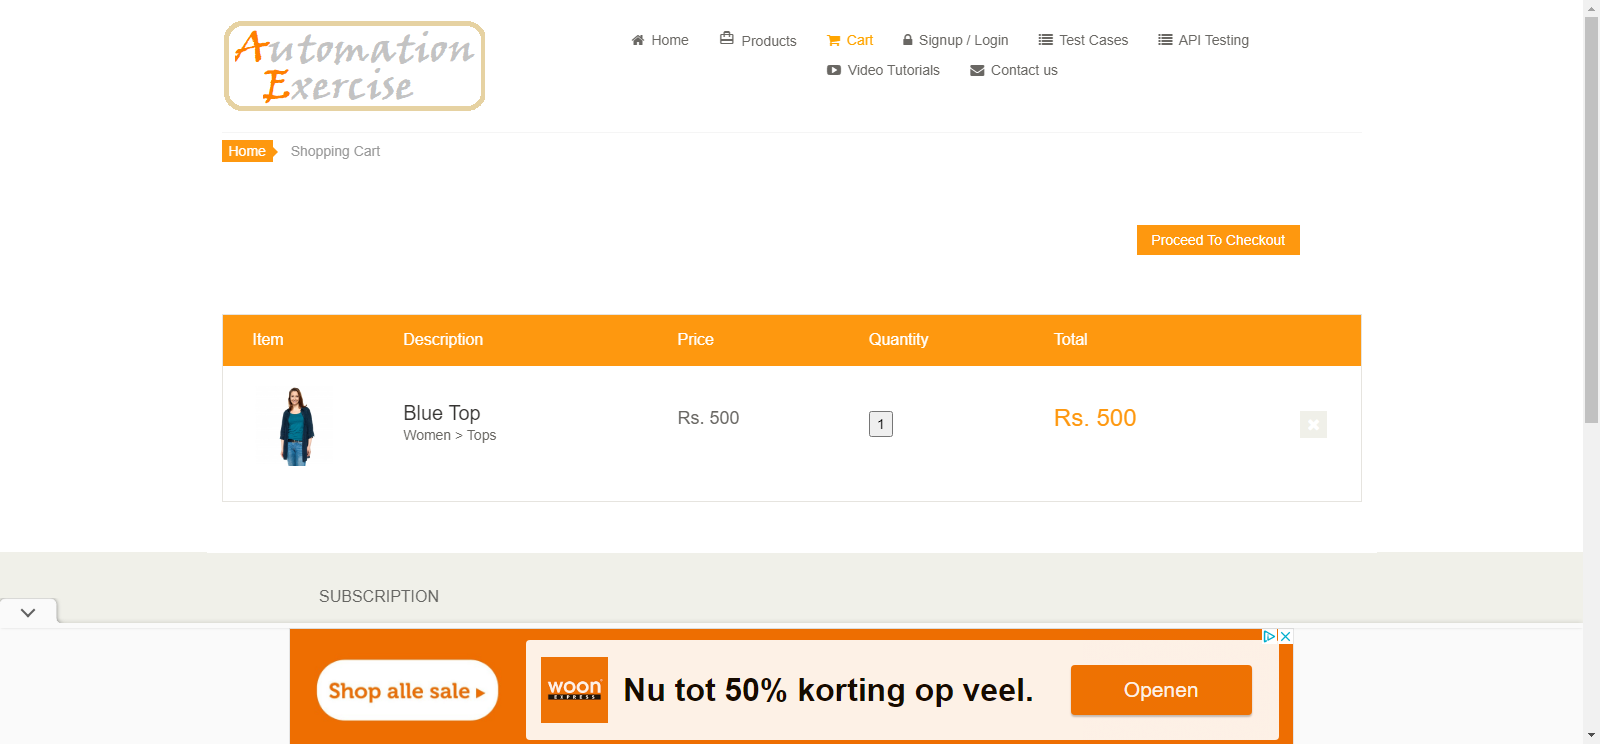 Automation
Exercise
Home Products Cart Signup / Login Test Cases API Testing
Video Tutorials Contact us
Home Shopping Cart
Proceed To Checkout
Item Description Price Quantity Total
Blue Top
Women > Tops
Rs. 500
1
Rs. 500
SUBSCRIPTION
Shop alle sale
woon
EXPRESS
Nu tot 50% korting op veel.
Openen